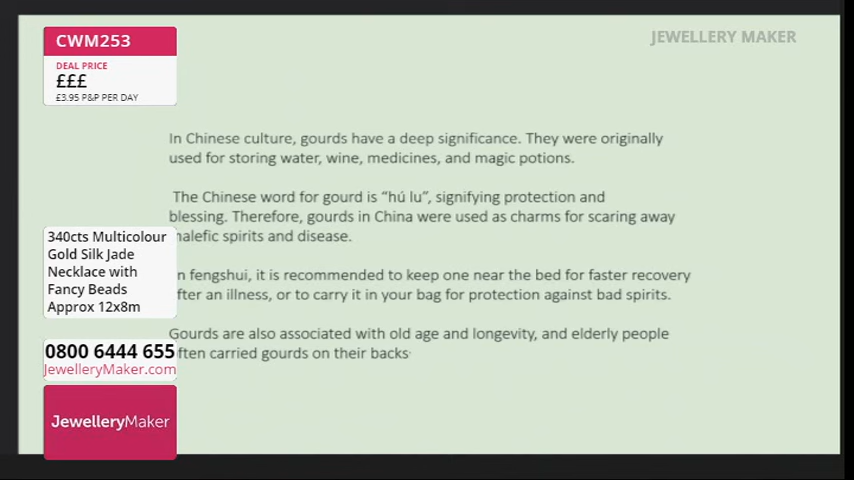 CWM253
JEWELLERY MAKER
DEAL PRICE
£££
£3.95 P&P PER DAY
In Chinese culture, gourds have a deep significance. They were originally
used for storing water, wine, medicines, and magic potions.
The Chinese word for gourd is “hú lu”, signifying protection and
blessing. Therefore, gourds in China were used as charms for scaring away
malefic spirits and disease.
In fengshui, it is recommended to keep one near the bed for faster recovery
after an illness, or to carry it in your bag for protection against bad spirits.
Gourds are also associated with old age and longevity, and elderly people
often carried gourds on their backs
340cts Multicolour
Gold Silk Jade
Necklace with
Fancy Beads
Approx 12x8m
0800 6444 655
JewelleryMaker.com
JewelleryMaker